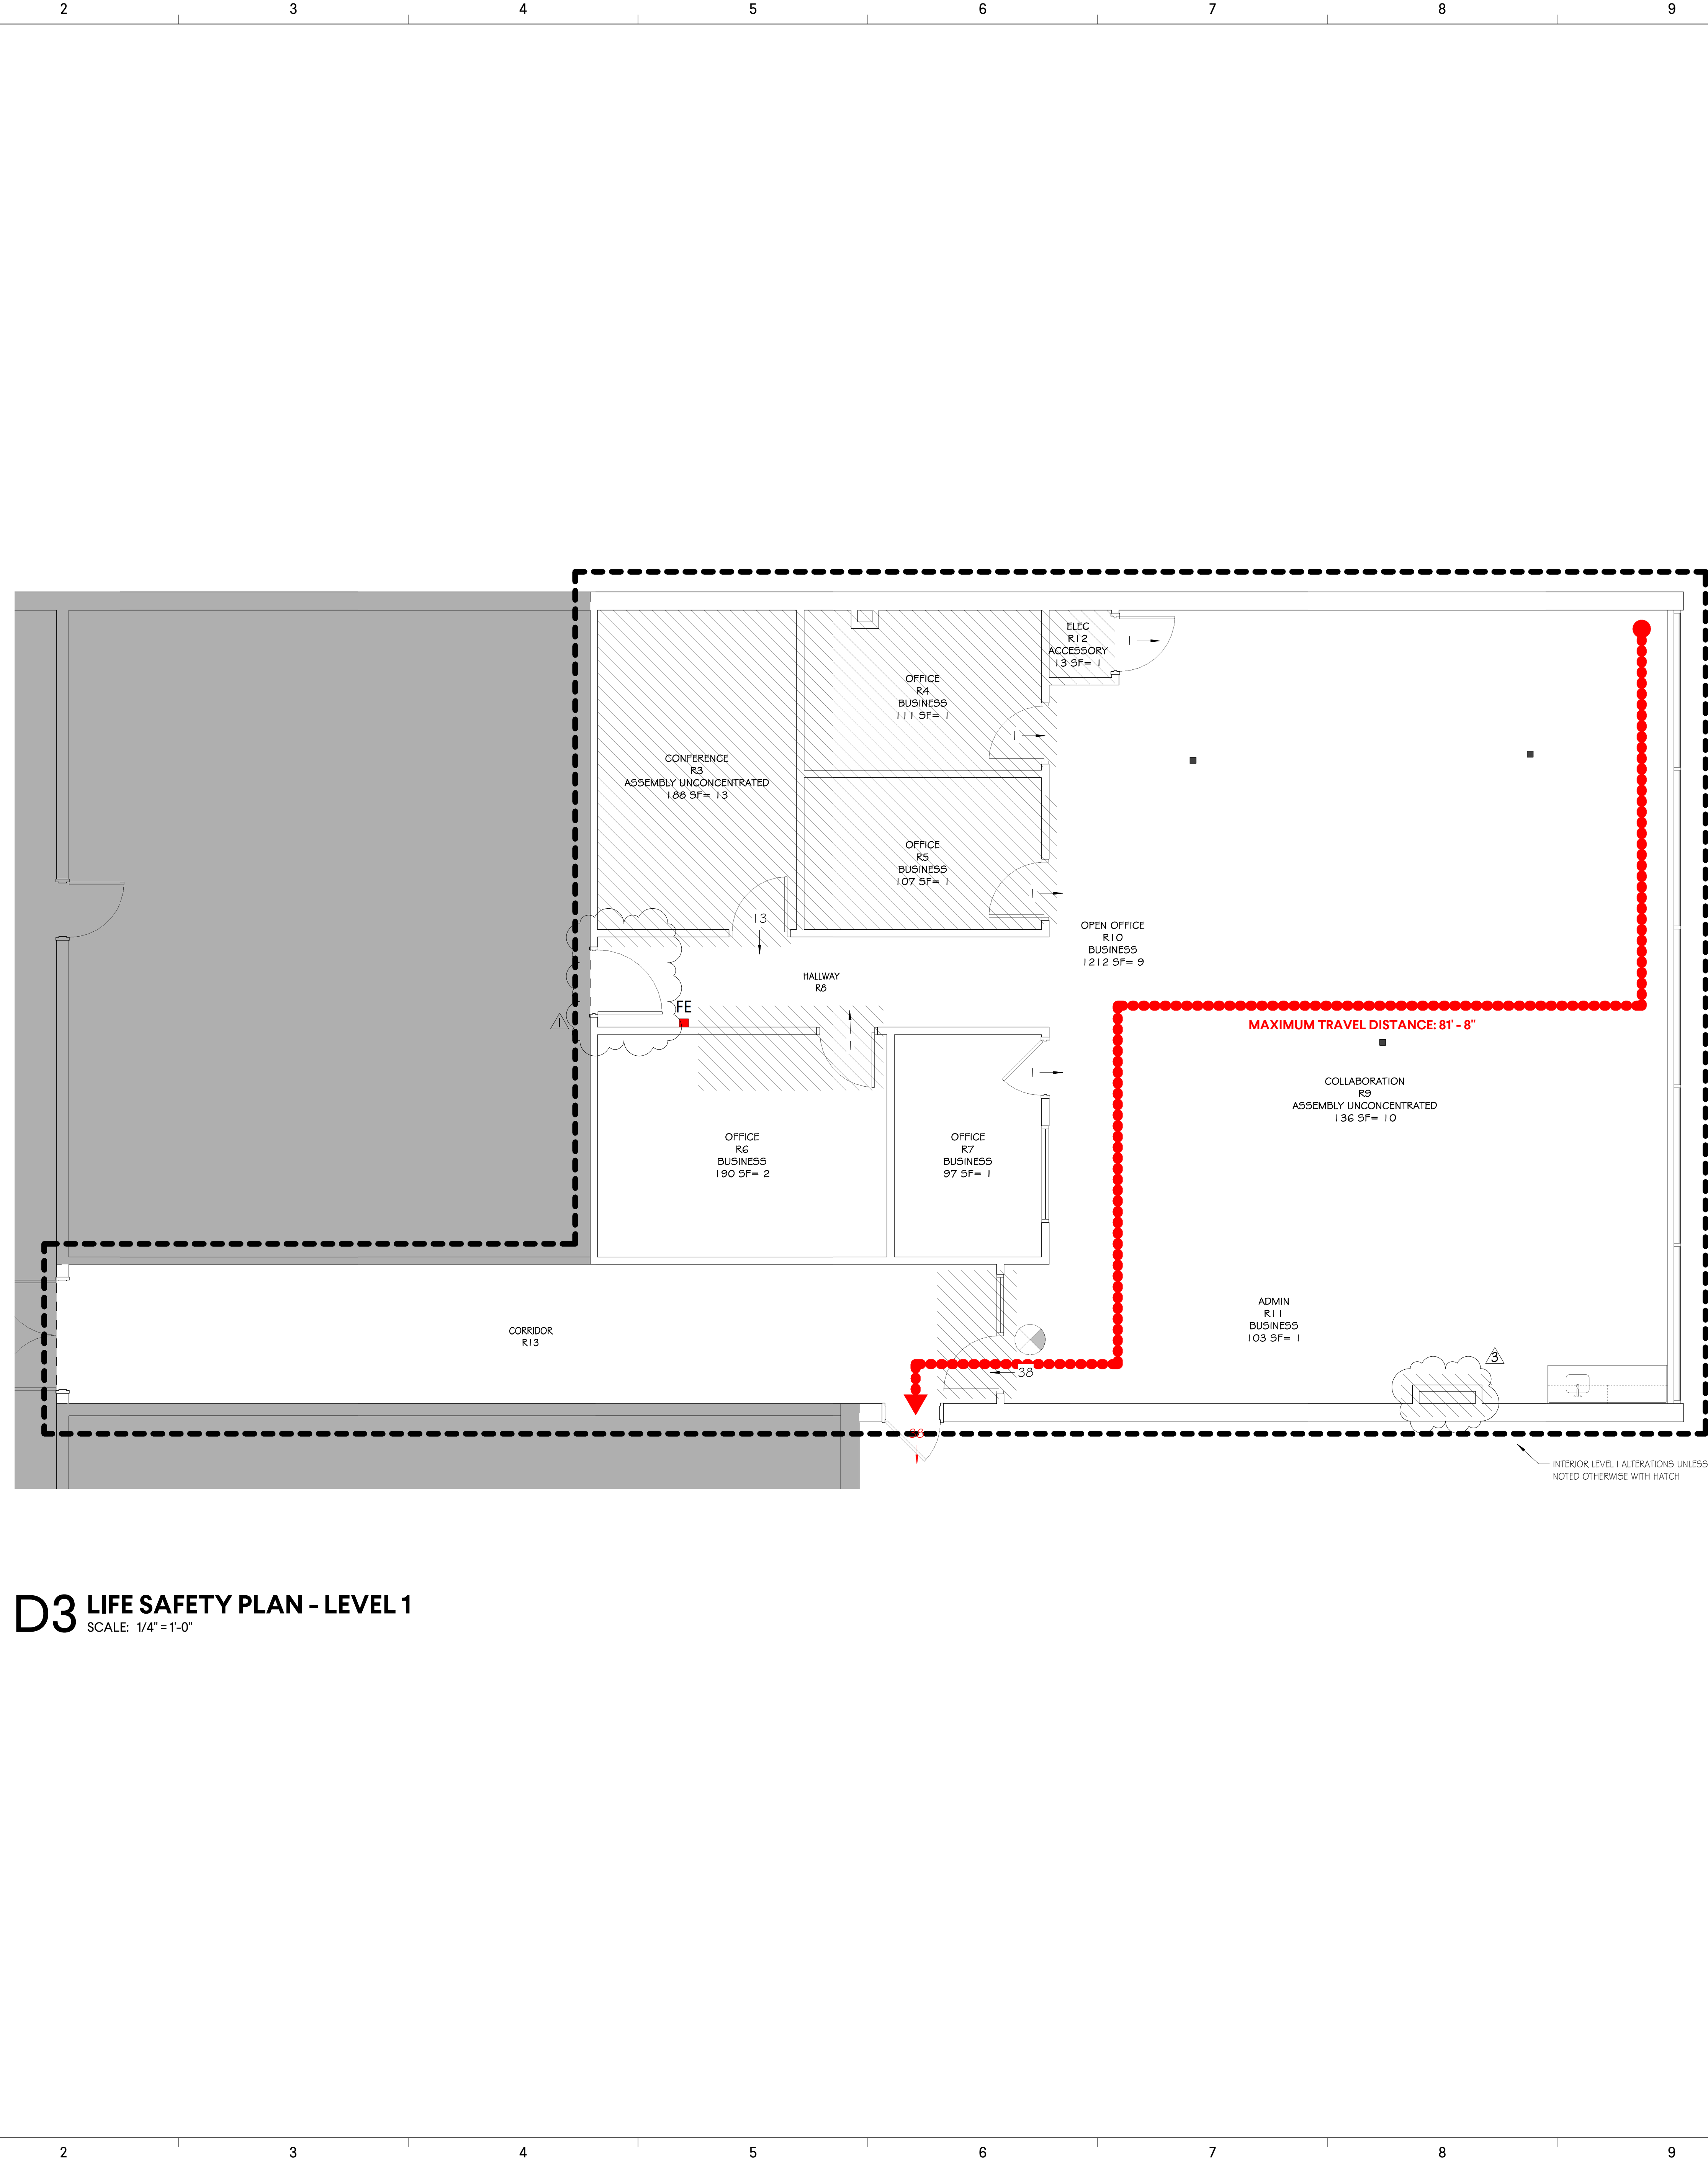 2 3 4 5 6 7 8 9
ELEC
R12
ACCESSORY
13 SF= 1
1
OFFICE
R4
BUSINESS
111 SF= 1
1
CONFERENCE
R3
ASSEMBLY UNCONCENTRATED
188 SF= 13
OFFICE
R5
BUSINESS
107 SF= 1
1
13
OPEN OFFICE
R10
BUSINESS
1212 SF= 9
HALLWAY
R8
FE
1
1
MAXIMUM TRAVEL DISTANCE: 81' - 8"
1
COLLABORATION
R9
ASSEMBLY UNCONCENTRATED
136 SF= 10
OFFICE
R6
BUSINESS
190 SF= 2
OFFICE
R7
BUSINESS
97 SF= 1
ADMIN
R11
BUSINESS
103 SF= 1
CORRIDOR
R13
3
38
INTERIOR LEVEL 1 ALTERATIONS UNLESS
NOTED OTHERWISE WITH HATCH
D3 LIFE SAFETY PLAN - LEVEL 1
SCALE: 1/4" = 1'-0"
2 3 4 5 6 7 8 9